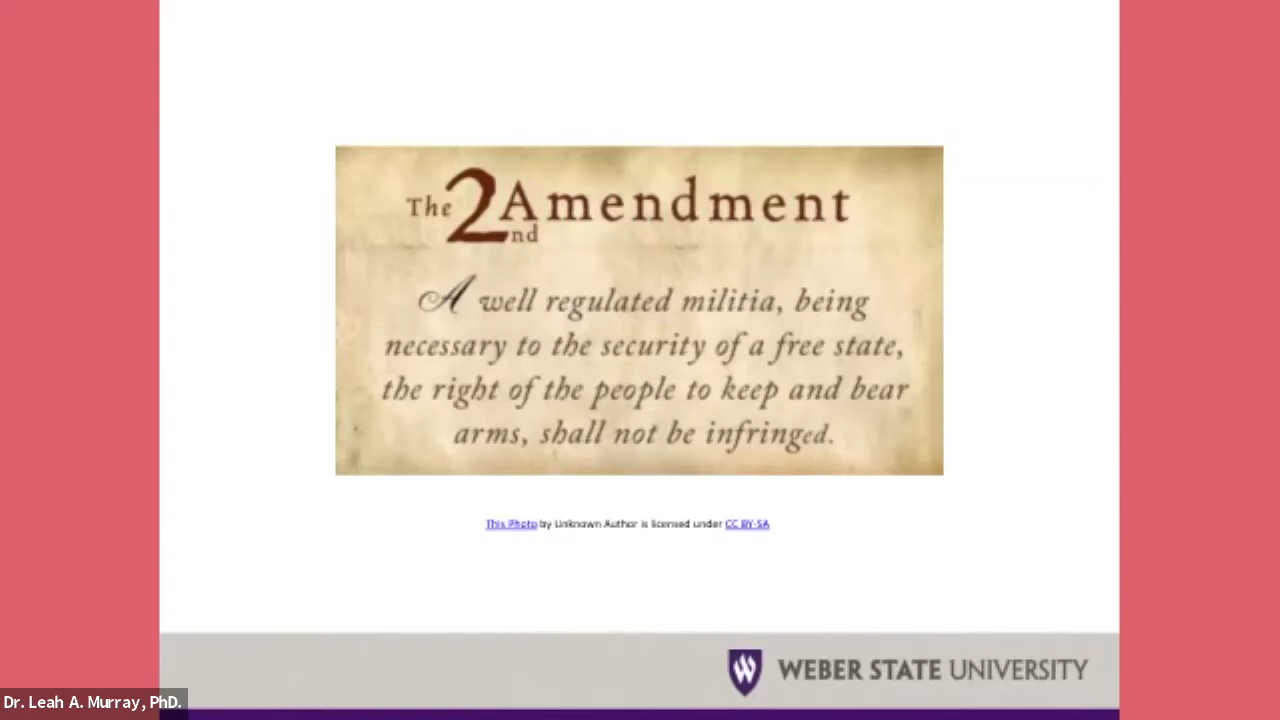 The 2nd Amendment
A well regulated militia, being
necessary to the security of a free state,
the right of the people to keep and bear
arms, shall not be infringed.
This Photo by Unknown Author is licensed under CC BY-SA
WEBER STATE UNIVERSITY
Dr. Leah A. Murray, PhD.